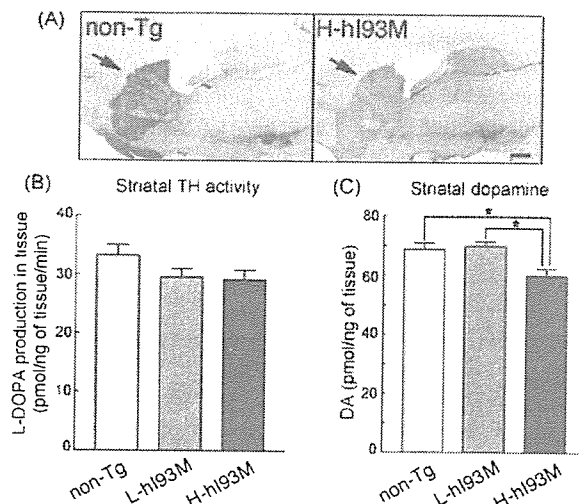 (A)
non-Tg
H-hI93M
(B)
Striatal TH activity
L-DOPA production in tissue
(pmol/ng of tissue/min)
40
30
20
10
0
non-Tg
L-hI93M
H-hI93M
(C)
Striatal dopamine
DA (pmol/ng of tissue)
80
60
40
20
0
*
*
non-Tg
L-hI93M
H-hI93M